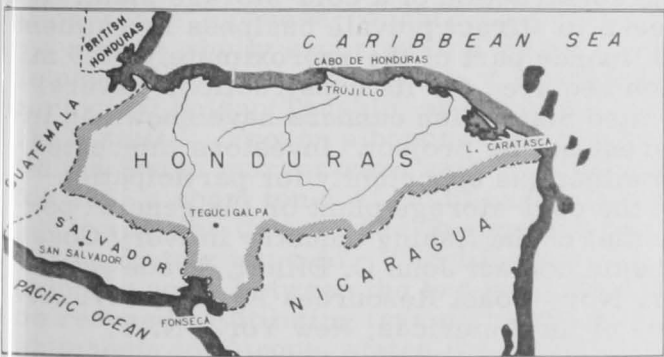 BRITISH
HONDURAS
CARIBBEAN SEA
CABO DE HONDURAS
TRUJILLO
GUATEMALA
L. CARATASCA
HONDURAS
TEGUCIGALPA
SALVADOR
SAN SALVADOR
NICARAGUA
PACIFIC OCEAN
FONSECA